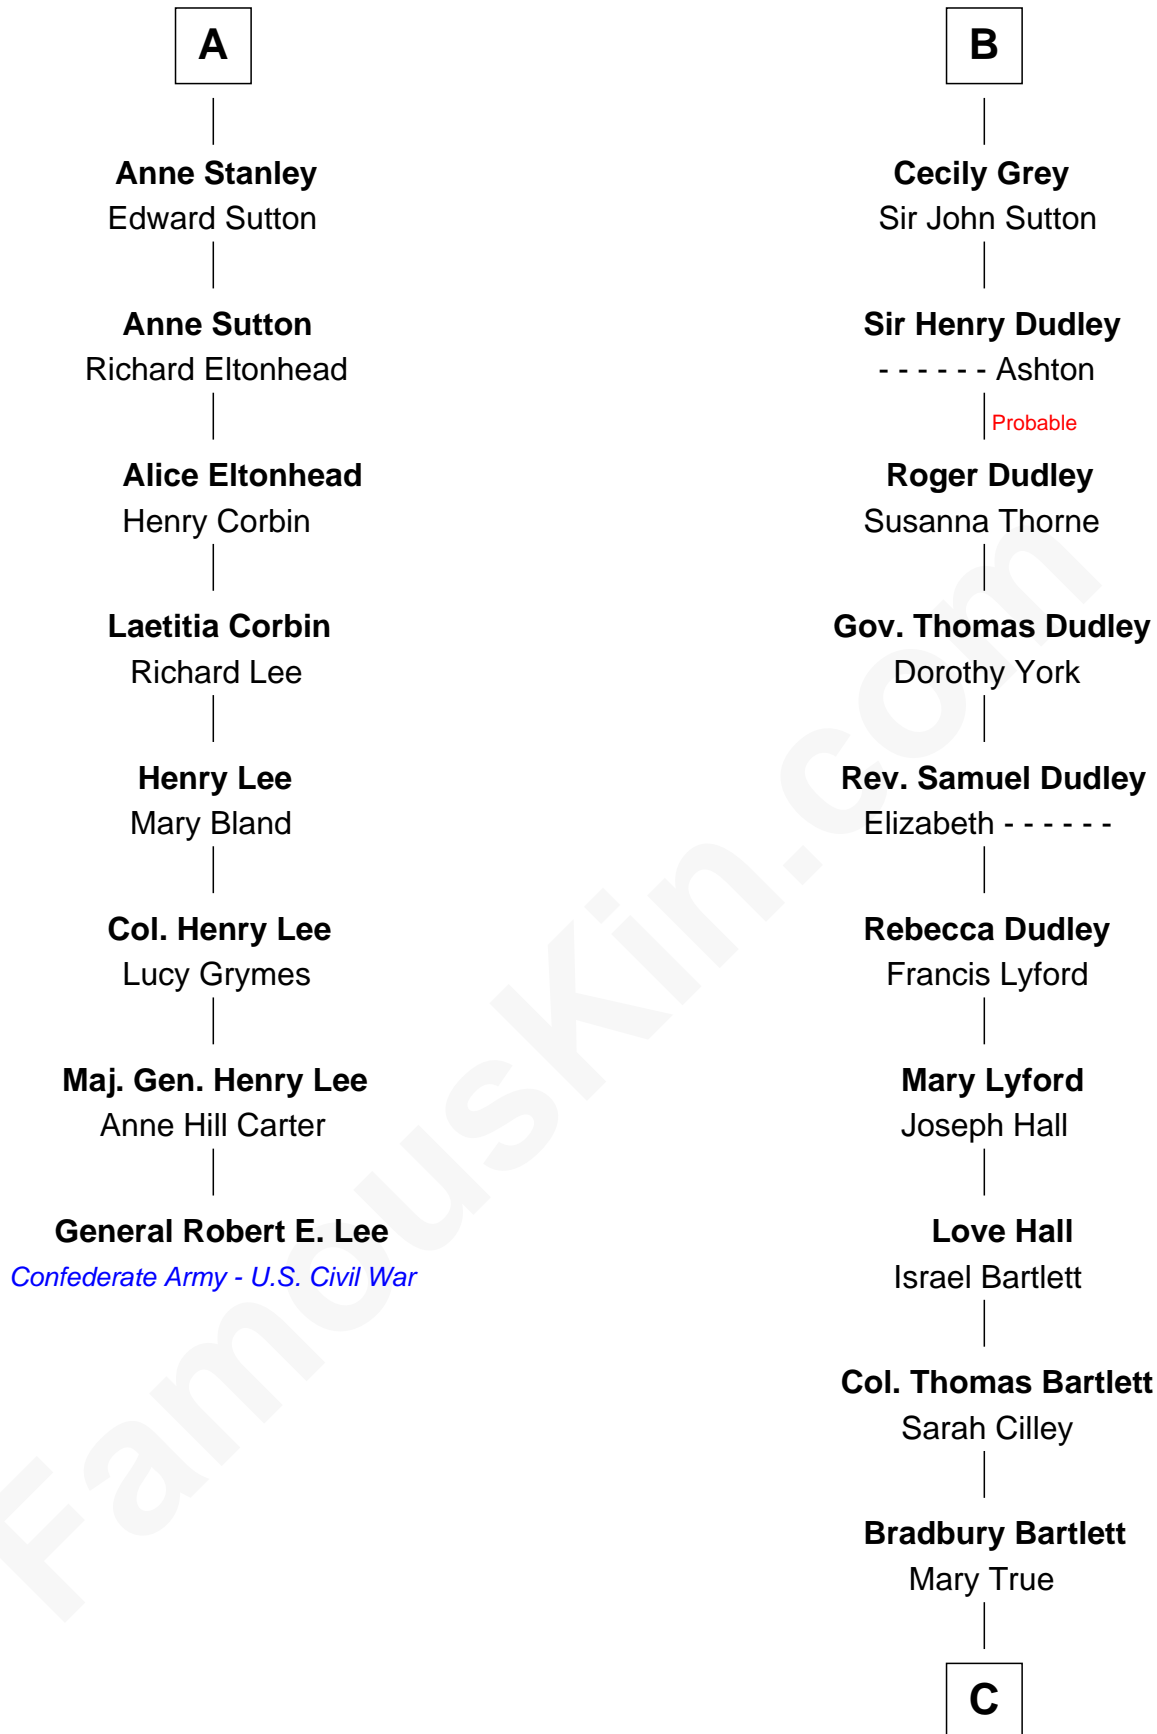 A
Anne Stanley
Edward Sutton
Anne Sutton
Richard Eltonhead
Alice Eltonhead
Henry Corbin
Laetitia Corbin
Richard Lee
Henry Lee
Mary Bland
Col. Henry Lee
Lucy Grymes
Maj. Gen. Henry Lee
Anne Hill Carter
General Robert E. Lee
Confederate Army - U.S. Civil War
B
Cecily Grey
Sir John Sutton
Sir Henry Dudley
- - - - - - Ashton
Probable
Roger Dudley
Susanna Thorne
Gov. Thomas Dudley
Dorothy York
Rev. Samuel Dudley
Elizabeth - - - - - -
Rebecca Dudley
Francis Lyford
Mary Lyford
Joseph Hall
Love Hall
Israel Bartlett
Col. Thomas Bartlett
Sarah Cilley
Bradbury Bartlett
Mary True
C
FamousKin.com